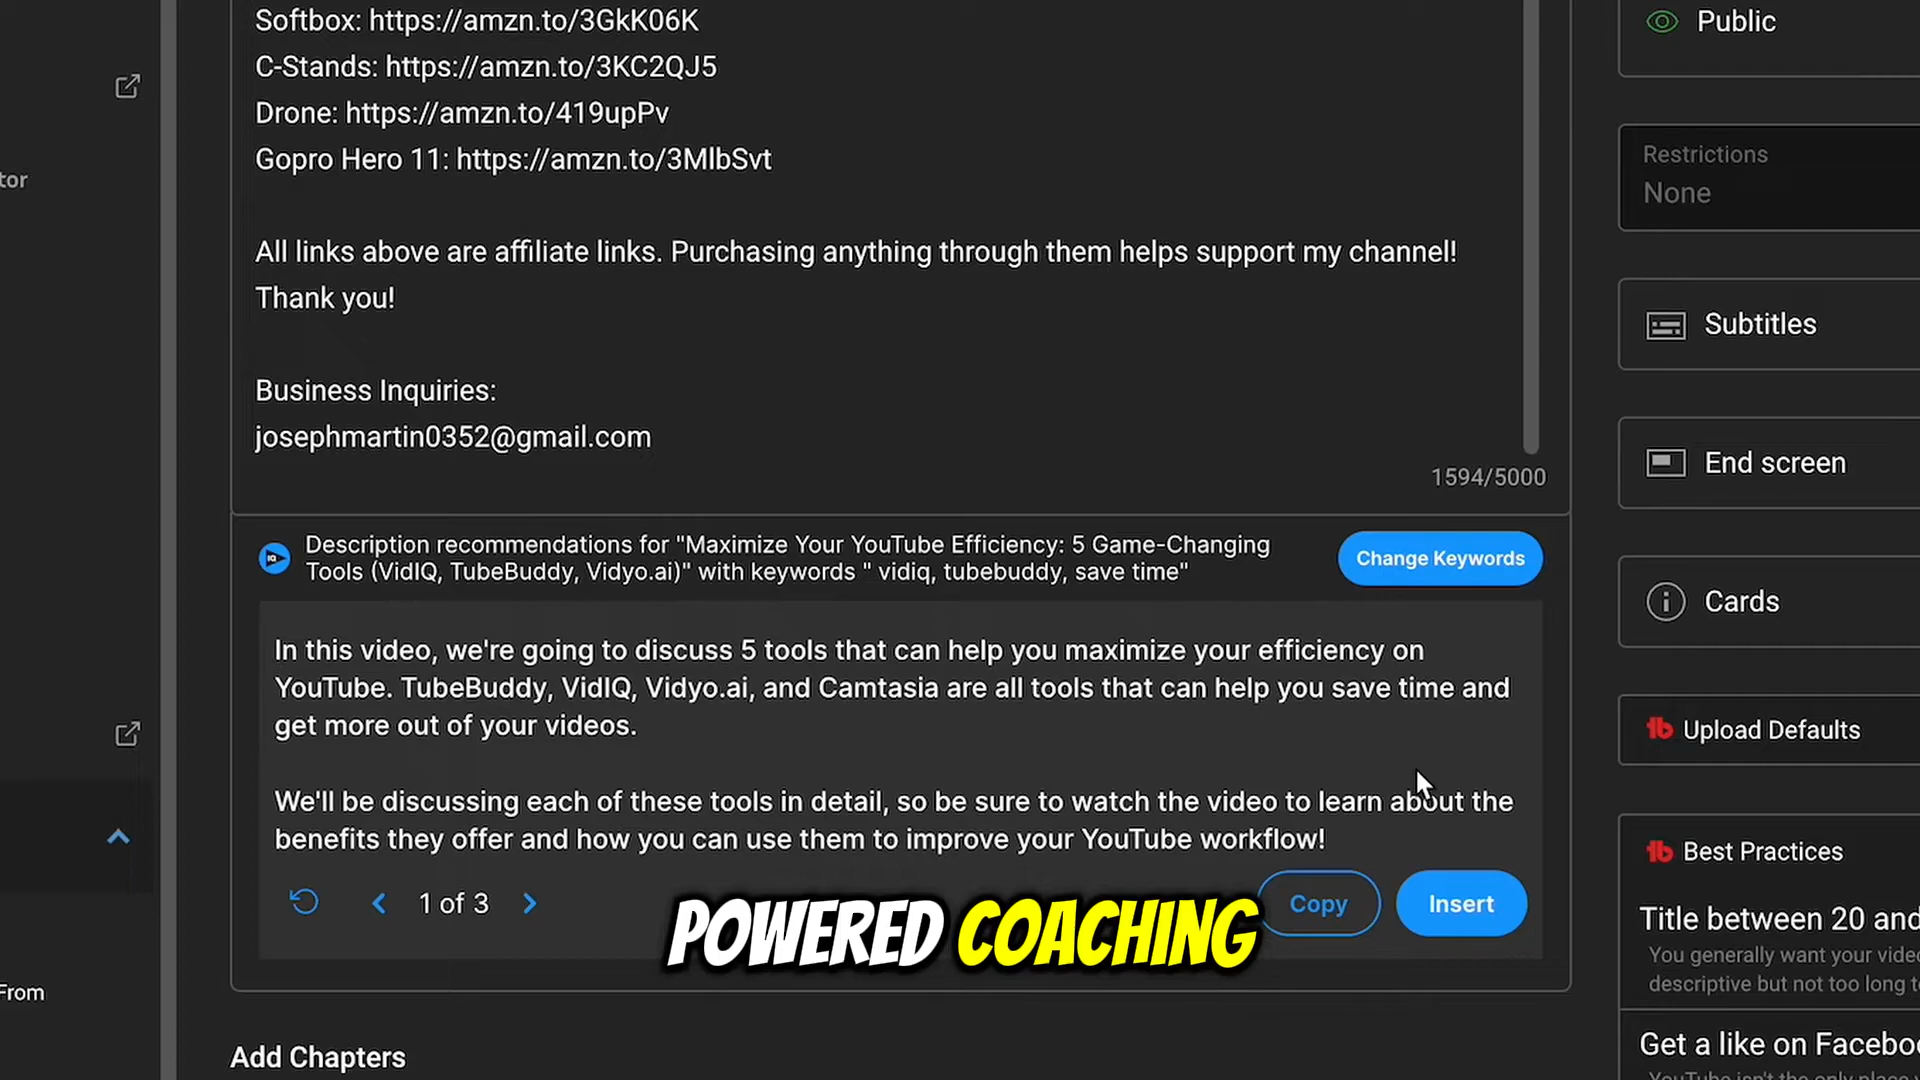 Softbox: https://amzn.to/3GkK06K
C-Stands: https://amzn.to/3KC2QJ5
Drone: https://amzn.to/419upPv
Gopro Hero 11: https://amzn.to/3MlbSvt
All links above are affiliate links. Purchasing anything through them helps support my channel!
Thank you!
Business Inquiries:
josephmartin0352@gmail.com
1594/5000
Description recommendations for "Maximize Your YouTube Efficiency: 5 Game-Changing
Tools (VidIQ, TubeBuddy, Vidyo.ai)" with keywords " vidiq, tubebuddy, save time"
Change Keywords
In this video, we're going to discuss 5 tools that can help you maximize your efficiency on
YouTube. TubeBuddy, VidIQ, Vidyo.ai, and Camtasia are all tools that can help you save time and
get more out of your videos.
We'll be discussing each of these tools in detail, so be sure to watch the video to learn about the
benefits they offer and how you can use them to improve your YouTube workflow!
1 of 3
Copy
Insert
POWERED COACHING
Add Chapters
tor
From
Public
Restrictions
None
Subtitles
End screen
Cards
Upload Defaults
Best Practices
Title between 20 and
You generally want your vide
descriptive but not too long t
Get a like on Facebo